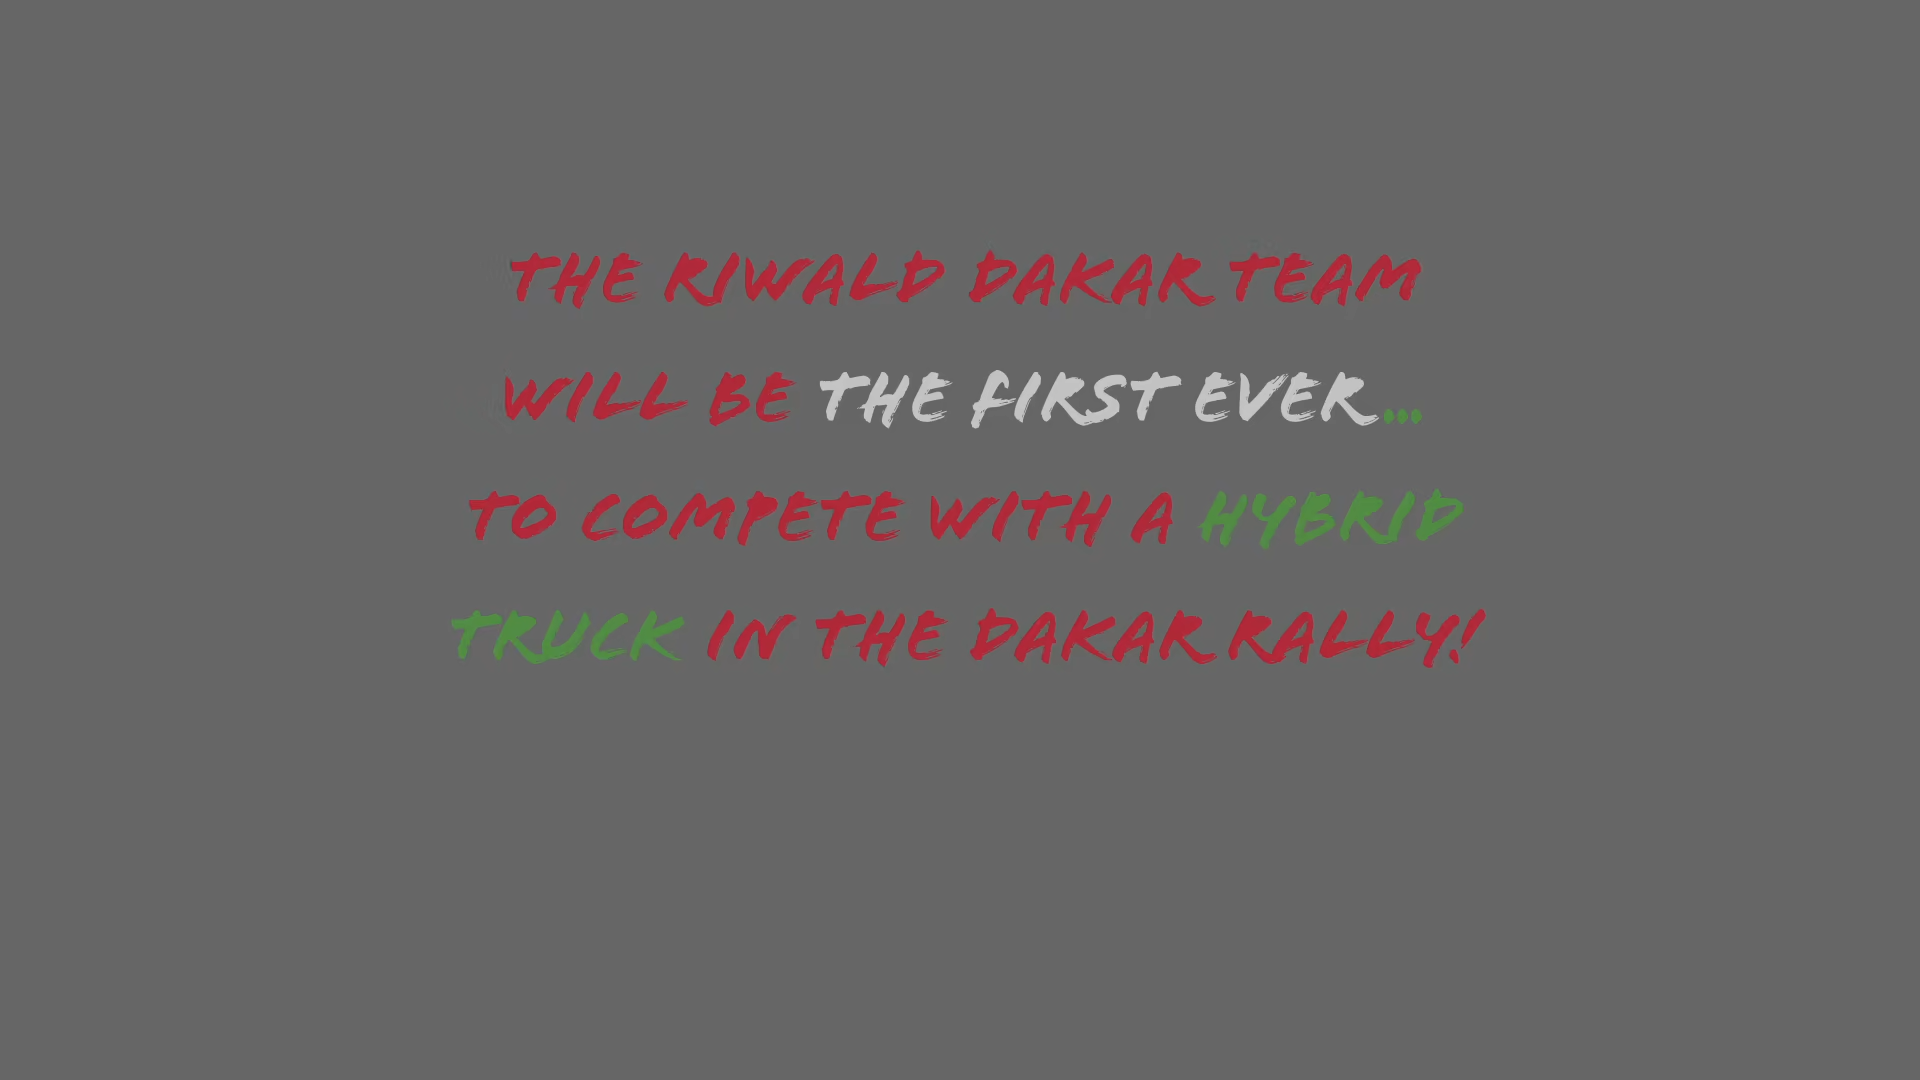 THE RIWALD DAKAR TEAM
WILL BE THE FIRST EVER...
TO COMPETE WITH A HYBRID
TRUCK IN THE DAKAR RALLY!